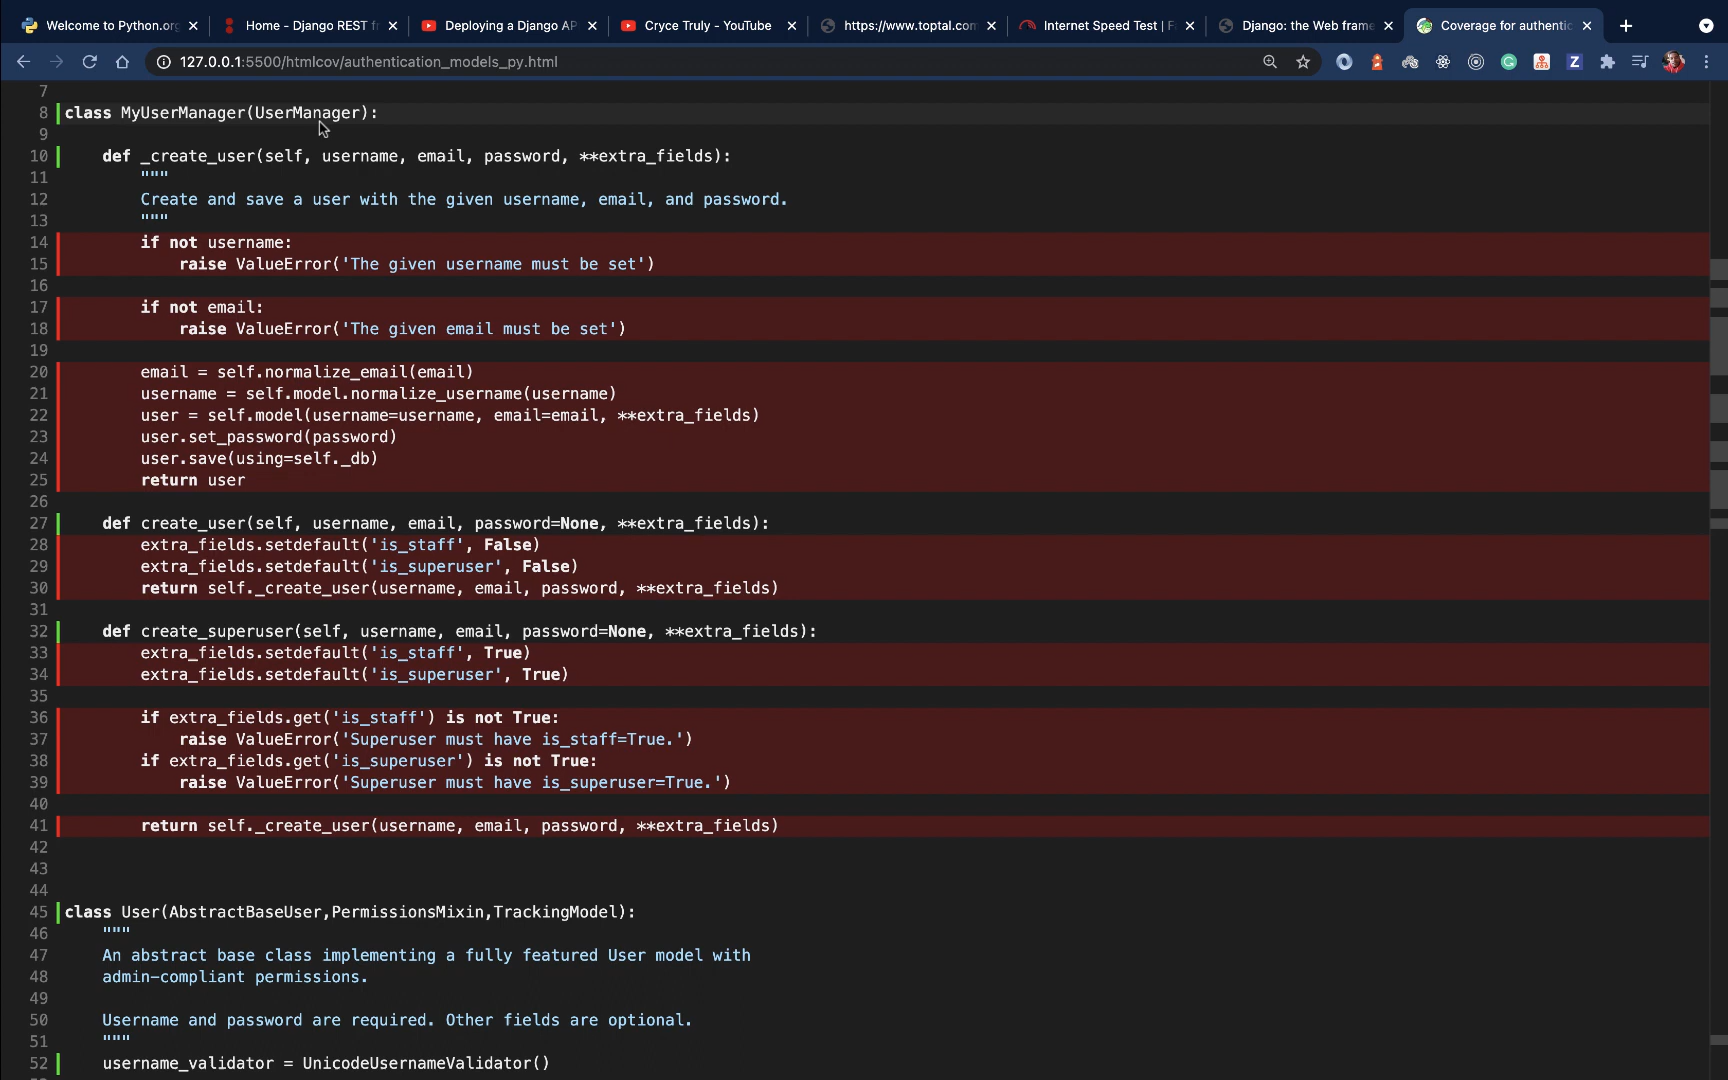 Welcome to Python.org
Home - Django REST fr
Deploying a Django AP
Cryce Truly - YouTube
https://www.toptal.com
Internet Speed Test | F
Django: the Web frame
Coverage for authentic
127.0.0.1:5500/htmlcov/authentication_models_py.html
7
8 class MyUserManager(UserManager):
9
10 def _create_user(self, username, email, password, **extra_fields):
11 """
12 Create and save a user with the given username, email, and password.
13 """
14 if not username:
15 raise ValueError('The given username must be set')
16
17 if not email:
18 raise ValueError('The given email must be set')
19
20 email = self.normalize_email(email)
21 username = self.model.normalize_username(username)
22 user = self.model(username=username, email=email, **extra_fields)
23 user.set_password(password)
24 user.save(using=self._db)
25 return user
26
27 def create_user(self, username, email, password=None, **extra_fields):
28 extra_fields.setdefault('is_staff', False)
29 extra_fields.setdefault('is_superuser', False)
30 return self._create_user(username, email, password, **extra_fields)
31
32 def create_superuser(self, username, email, password=None, **extra_fields):
33 extra_fields.setdefault('is_staff', True)
34 extra_fields.setdefault('is_superuser', True)
35
36 if extra_fields.get('is_staff') is not True:
37 raise ValueError('Superuser must have is_staff=True.')
38 if extra_fields.get('is_superuser') is not True:
39 raise ValueError('Superuser must have is_superuser=True.')
40
41 return self._create_user(username, email, password, **extra_fields)
42
43
44
45 class User(AbstractBaseUser,PermissionsMixin,TrackingModel):
46 """
47 An abstract base class implementing a fully featured User model with
48 admin-compliant permissions.
49
50 Username and password are required. Other fields are optional.
51 """
52 username_validator = UnicodeUsernameValidator()